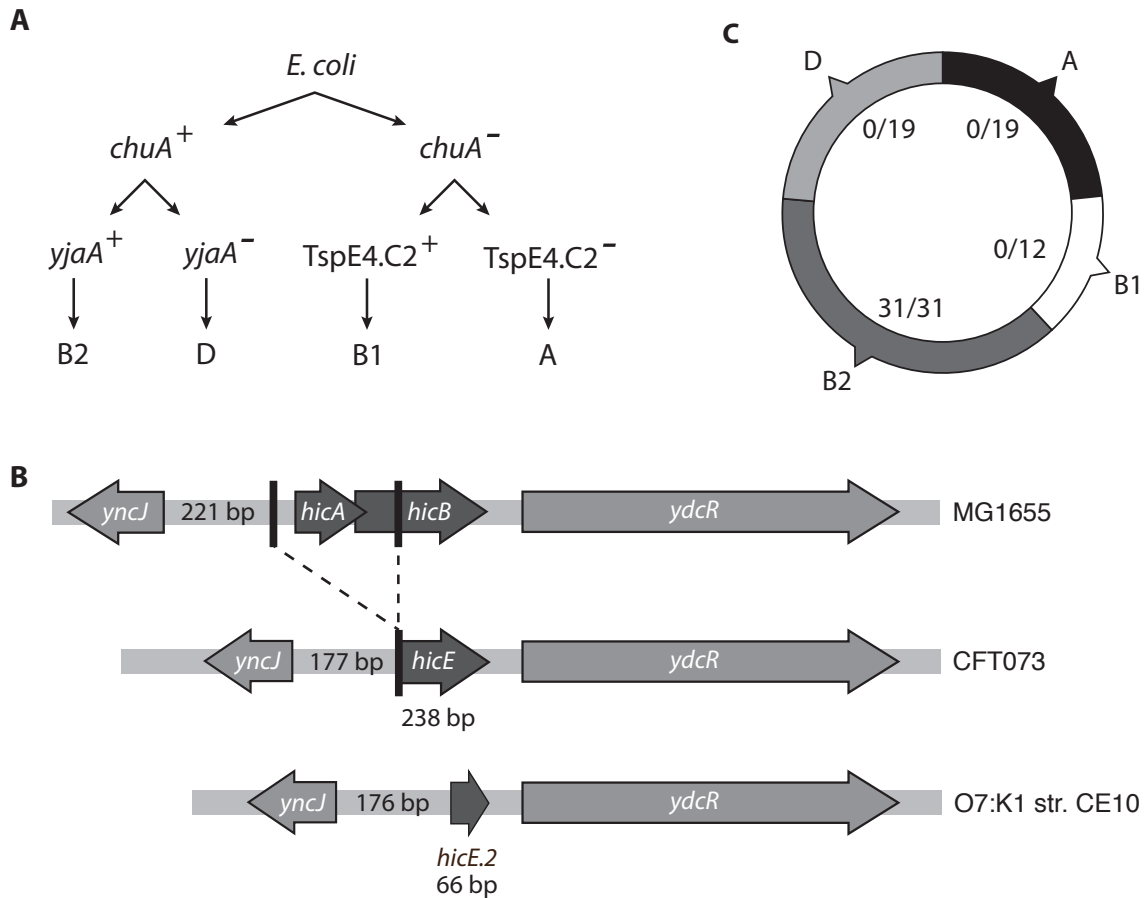 A
E. coli
chuA+ chuA−
yjaA+ yjaA− TspE4.C2+ TspE4.C2−
B2 D B1 A
C
D A
0/19 0/19
0/12
B1
31/31
B2
B
yncJ 221 bp hicA hicB ydcR MG1655
yncJ 177 bp hicE ydcR CFT073
238 bp
yncJ 176 bp ydcR O7:K1 str. CE10
hicE.2
66 bp